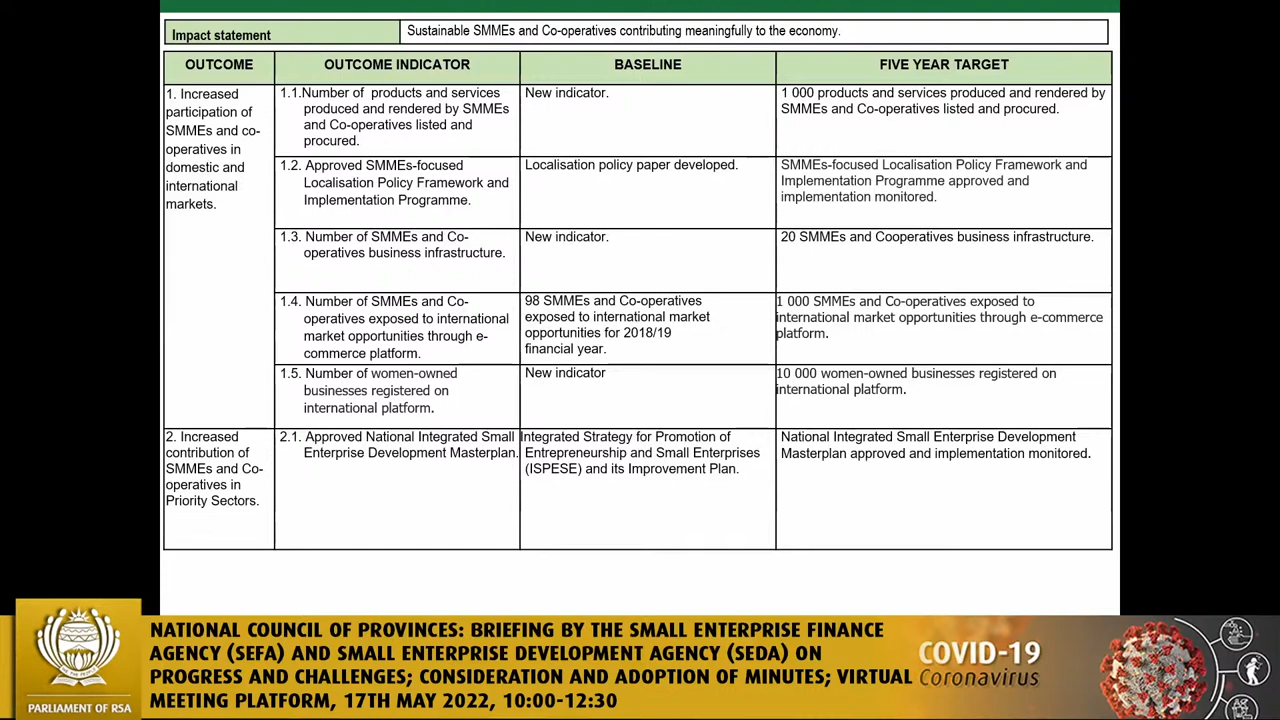 Impact statement
Sustainable SMMEs and Co-operatives contributing meaningfully to the economy.
OUTCOME
OUTCOME INDICATOR
BASELINE
FIVE YEAR TARGET
1. Increased
participation of
SMMEs and co-
operatives in
domestic and
international
markets.
1.1.Number of products and services
produced and rendered by SMMEs
and Co-operatives listed and
procured.
New indicator.
1 000 products and services produced and rendered by
SMMEs and Co-operatives listed and procured.
1.2. Approved SMMEs-focused
Localisation Policy Framework and
Implementation Programme.
Localisation policy paper developed.
SMMEs-focused Localisation Policy Framework and
Implementation Programme approved and
implementation monitored.
1.3. Number of SMMEs and Co-
operatives business infrastructure.
New indicator.
20 SMMEs and Cooperatives business infrastructure.
1.4. Number of SMMEs and Co-
operatives exposed to international
market opportunities through e-
commerce platform.
98 SMMEs and Co-operatives
exposed to international market
opportunities for 2018/19
financial year.
1 000 SMMEs and Co-operatives exposed to
international market opportunities through e-commerce
platform.
1.5. Number of women-owned
businesses registered on
international platform.
New indicator
10 000 women-owned businesses registered on
international platform.
2. Increased
contribution of
SMMEs and Co-
operatives in
Priority Sectors.
2.1. Approved National Integrated Small
Enterprise Development Masterplan.
Integrated Strategy for Promotion of
Entrepreneurship and Small Enterprises
(ISPESE) and its Improvement Plan.
National Integrated Small Enterprise Development
Masterplan approved and implementation monitored.
PARLIAMENT OF RSA
NATIONAL COUNCIL OF PROVINCES: BRIEFING BY THE SMALL ENTERPRISE FINANCE
AGENCY (SEFA) AND SMALL ENTERPRISE DEVELOPMENT AGENCY (SEDA) ON
PROGRESS AND CHALLENGES; CONSIDERATION AND ADOPTION OF MINUTES; VIRTUAL
MEETING PLATFORM, 17TH MAY 2022, 10:00-12:30
COVID-19
Coronavirus